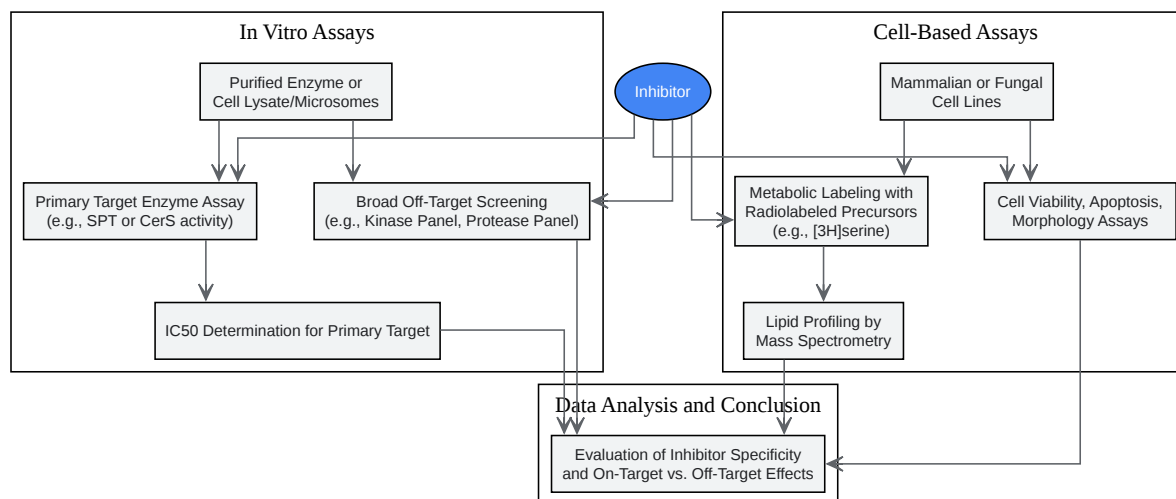 In Vitro Assays
Purified Enzyme or
Cell Lysate/Microsomes
Primary Target Enzyme Assay
(e.g., SPT or CerS activity)
Broad Off-Target Screening
(e.g., Kinase Panel, Protease Panel)
IC50 Determination for Primary Target
Inhibitor
Cell-Based Assays
Mammalian or Fungal
Cell Lines
Metabolic Labeling with
Radiolabeled Precursors
(e.g., [3H]serine)
Cell Viability, Apoptosis,
Morphology Assays
Lipid Profiling by
Mass Spectrometry
Data Analysis and Conclusion
Evaluation of Inhibitor Specificity
and On-Target vs. Off-Target Effects